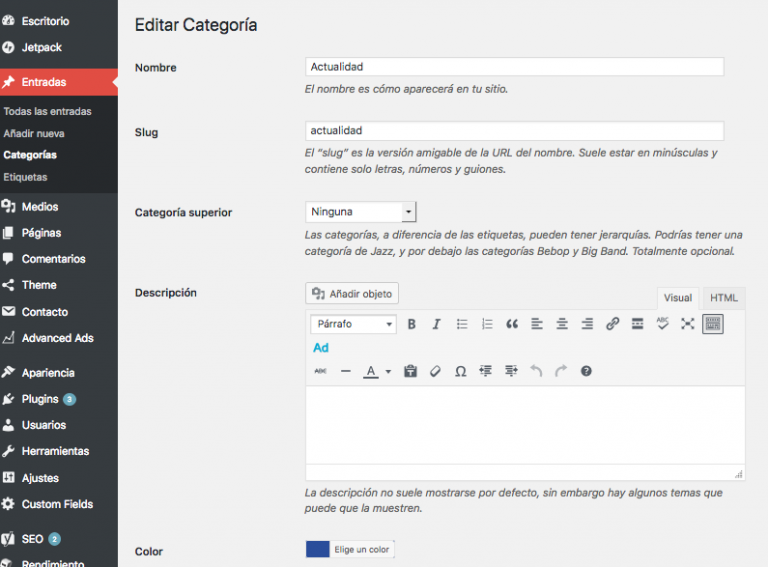 Escritorio
Jetpack
Entradas
Todas las entradas
Añadir nueva
Categorías
Etiquetas
Medios
Páginas
Comentarios
Theme
Contacto
Advanced Ads
Apariencia
Plugins 3
Usuarios
Herramientas
Ajustes
Custom Fields
SEO 2
Rendimiento
Editar Categoría
Nombre
Actualidad
El nombre es cómo aparecerá en tu sitio.
Slug
actualidad
El “slug” es la versión amigable de la URL del nombre. Suele estar en minúsculas y
contiene solo letras, números y guiones.
Categoría superior
Ninguna
Las categorías, a diferencia de las etiquetas, pueden tener jerarquías. Podrías tener una
categoría de Jazz, y por debajo las categorías Bebop y Big Band. Totalmente opcional.
Descripción
Añadir objeto
Visual HTML
Párrafo B I ABC
Ad
ABC A Ω ?
La descripción no suele mostrarse por defecto, sin embargo hay algunos temas que
puede que la muestren.
Color
Elige un color